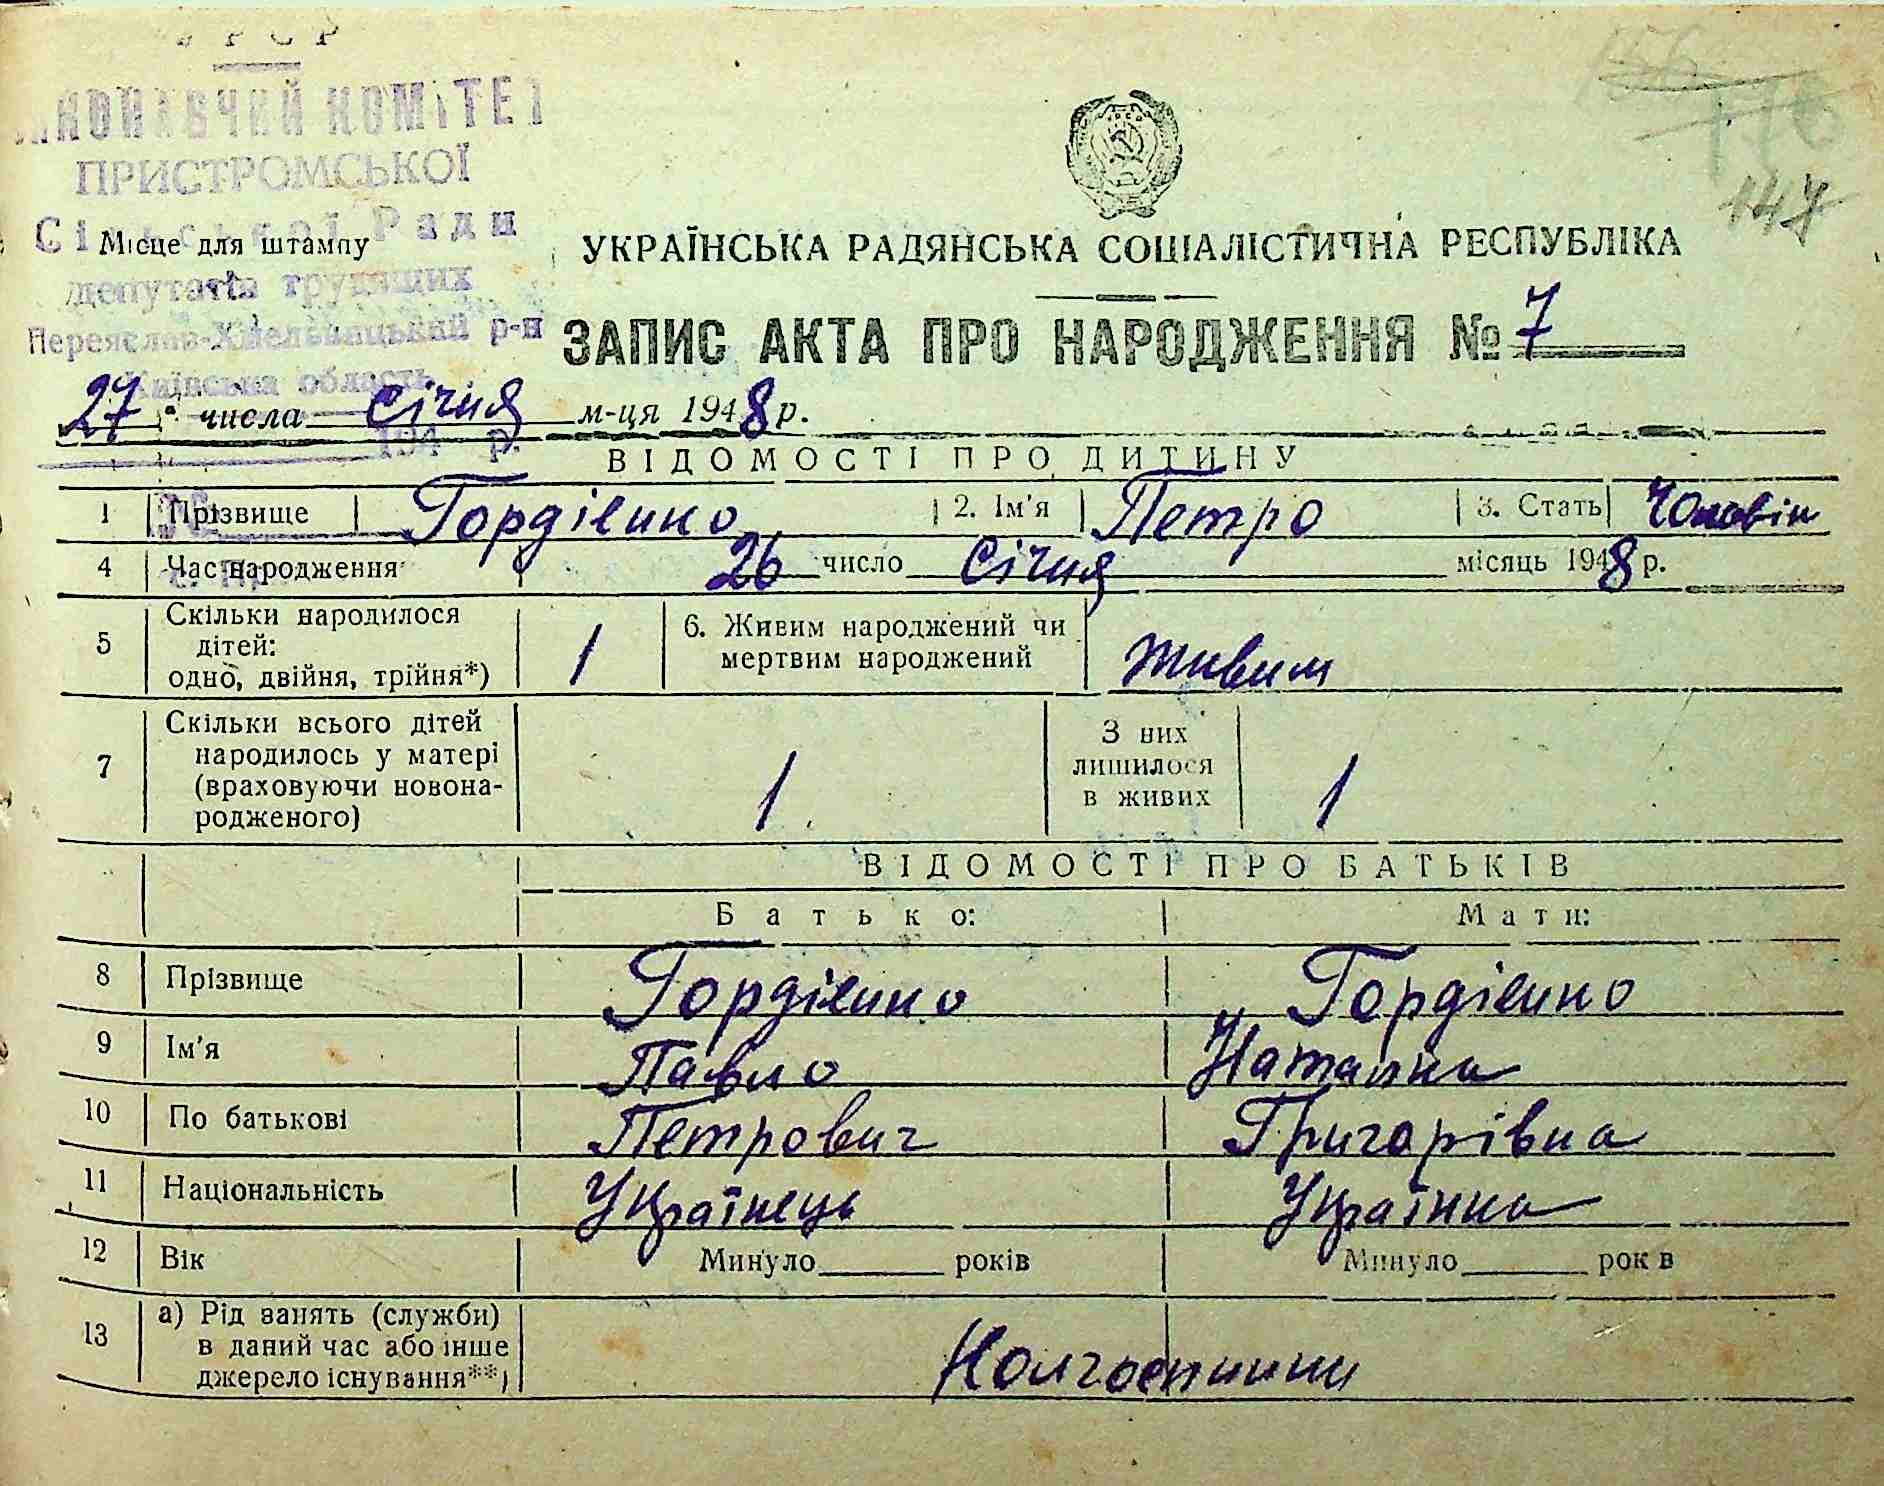 УРСР
ВИКОНАВЧИЙ КОМІТЕТ
ПРИСТРОМСЬКОЇ
Сільської Ради
депутатів трудящих
Переяслав-Хмельницький р-н
Київська область
194 р.
Місце для штампу
156
176
147
УКРАЇНСЬКА РАДЯНСЬКА СОЦІАЛІСТИЧНА РЕСПУБЛІКА
ЗАПИС АКТА ПРО НАРОДЖЕННЯ № 7
27 числа Січня м-ця 1948 р.
ВІДОМОСТІ ПРО ДИТИНУ
1 Прізвище Гордієнко 2. Ім'я Петро 3. Стать Чоловік
4 Час народження 26 число Січня місяць 1948 р.
5 Скільки народилося дітей: одно, двійня, трійня*) 1 6. Живим народжений чи мертвим народжений живим
7 Скільки всього дітей народилось у матері (враховуючи новонародженого) 1 З них лишилося в живих 1
ВІДОМОСТІ ПРО БАТЬКІВ
Батько: Мати:
8 Прізвище Гордієнко Гордієнко
9 Ім'я Павло Наталка
10 По батькові Петрович Григорівна
11 Національність Українець Українка
12 Вік Минуло років Минуло рок в
13 а) Рід занять (служби) в даний час або інше джерело існування**) Колгоспники